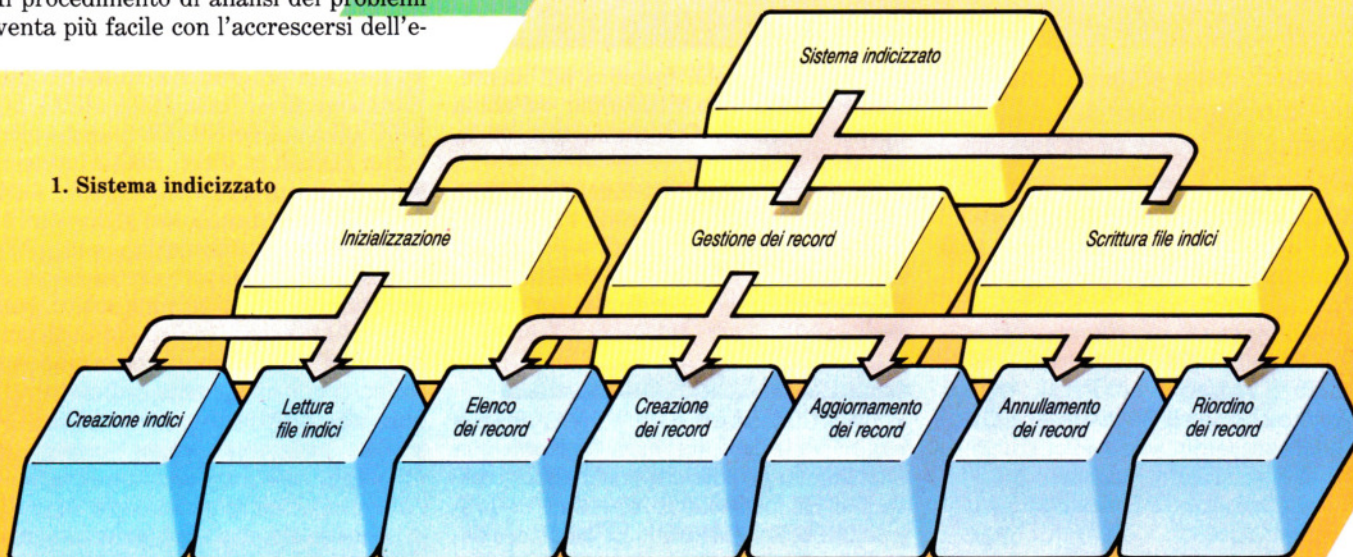 Il procedimento di analisi dei problemi
venta più facile con l'accrescersi dell'e-
Sistema indicizzato
1. Sistema indicizzato
Inizializzazione
Gestione dei record
Scrittura file indici
Creazione indici
Lettura
file indici
Elenco
dei record
Creazione
dei record
Aggiornamento
dei record
Annullamento
dei record
Riordino
dei record